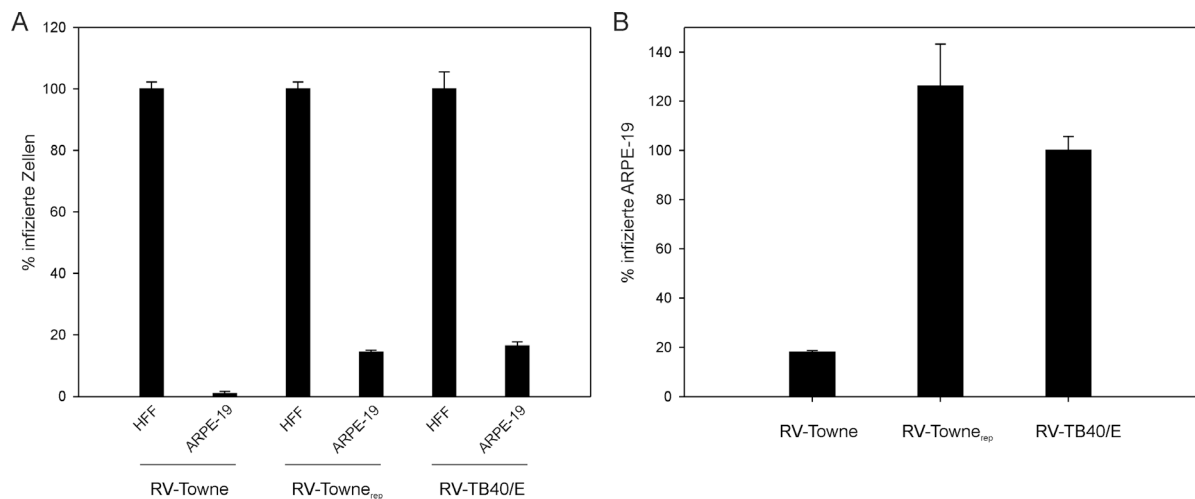 A
% infizierte Zellen
120
100
80
60
40
20
0
HFF
ARPE-19
HFF
ARPE-19
HFF
ARPE-19
RV-Towne
RV-Towne_rep
RV-TB40/E
B
% infizierte ARPE-19
140
120
100
80
60
40
20
0
RV-Towne
RV-Towne_rep
RV-TB40/E